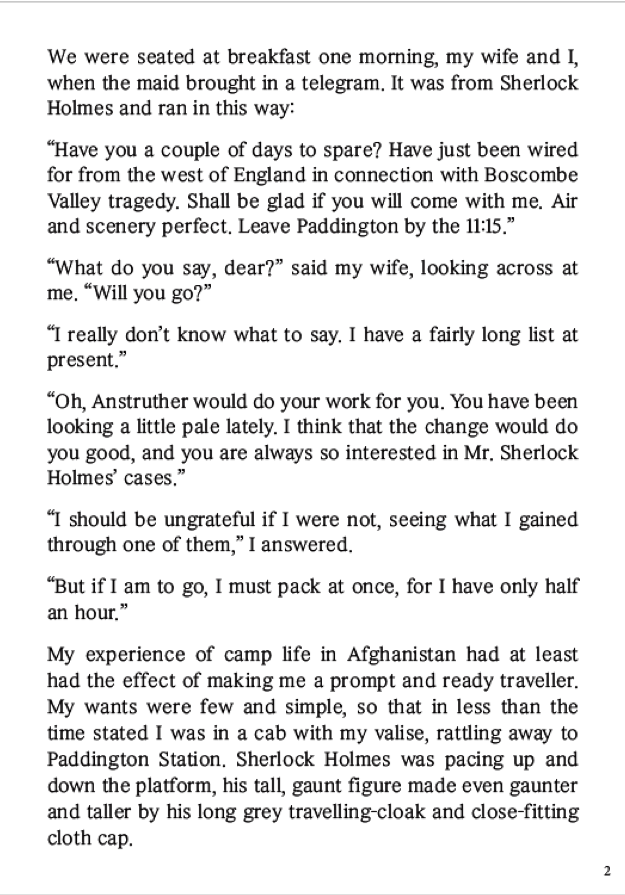 We were seated at breakfast one morning, my wife and I,
when the maid brought in a telegram. It was from Sherlock
Holmes and ran in this way:
“Have you a couple of days to spare? Have just been wired
for from the west of England in connection with Boscombe
Valley tragedy. Shall be glad if you will come with me. Air
and scenery perfect. Leave Paddington by the 11:15.”
“What do you say, dear?” said my wife, looking across at
me. “Will you go?”
“I really don’t know what to say. I have a fairly long list at
present.”
“Oh, Anstruther would do your work for you. You have been
looking a little pale lately. I think that the change would do
you good, and you are always so interested in Mr. Sherlock
Holmes’ cases.”
“I should be ungrateful if I were not, seeing what I gained
through one of them,” I answered.
“But if I am to go, I must pack at once, for I have only half
an hour.”
My experience of camp life in Afghanistan had at least
had the effect of making me a prompt and ready traveller.
My wants were few and simple, so that in less than the
time stated I was in a cab with my valise, rattling away to
Paddington Station. Sherlock Holmes was pacing up and
down the platform, his tall, gaunt figure made even gaunter
and taller by his long grey travelling-cloak and close-fitting
cloth cap.
2